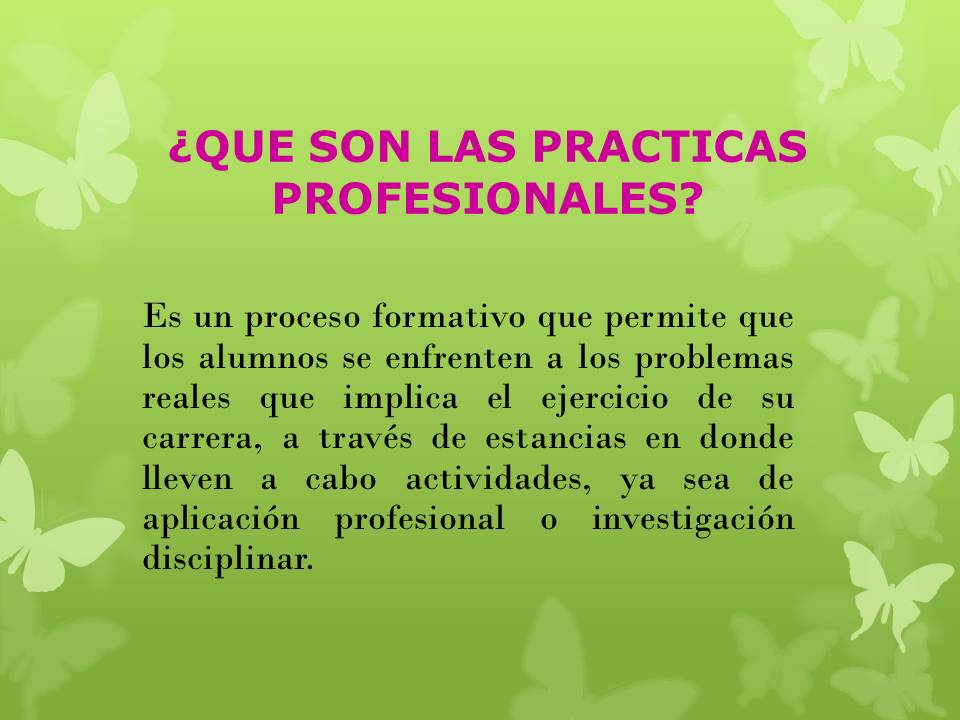 ¿QUE SON LAS PRACTICAS
PROFESIONALES?
Es un proceso formativo que permite que
los alumnos se enfrenten a los problemas
reales que implica el ejercicio de su
carrera, a través de estancias en donde
lleven a cabo actividades, ya sea de
aplicación profesional o investigación
disciplinar.